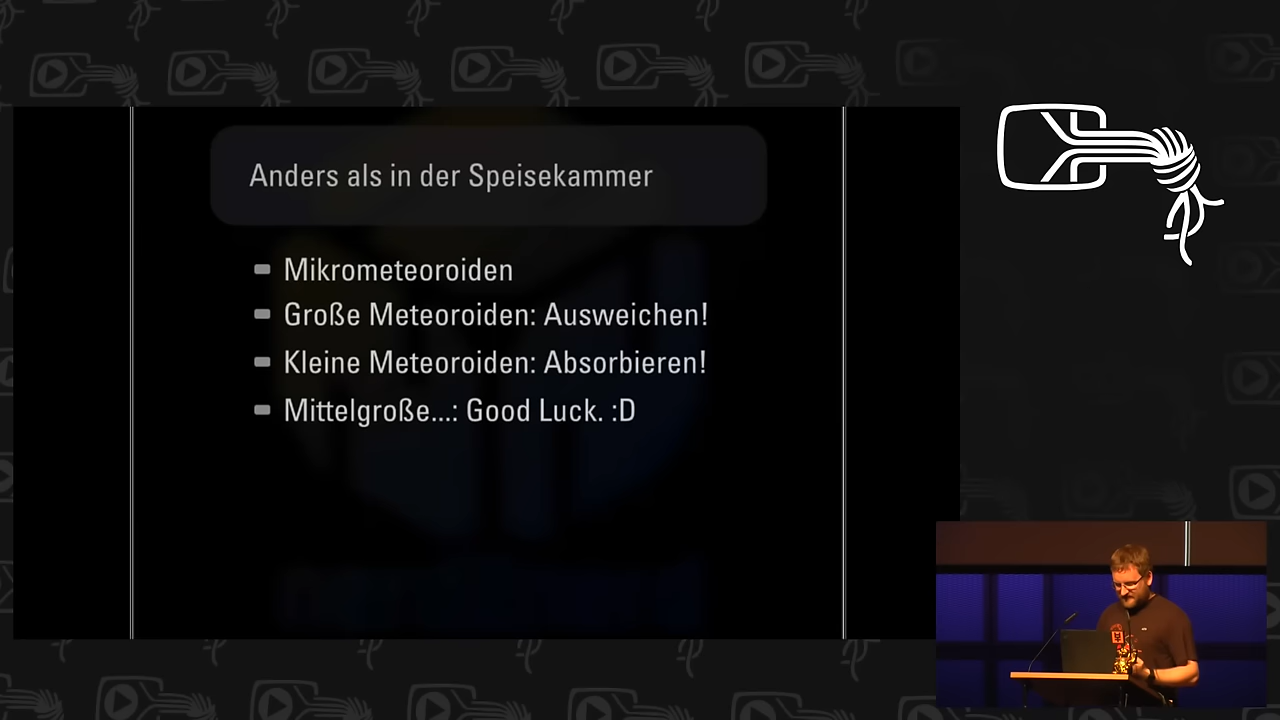 Anders als in der Speisekammer
Mikrometeoroiden
Große Meteoroiden: Ausweichen!
Kleine Meteoroiden: Absorbieren!
Mittelgroße...: Good Luck. :D